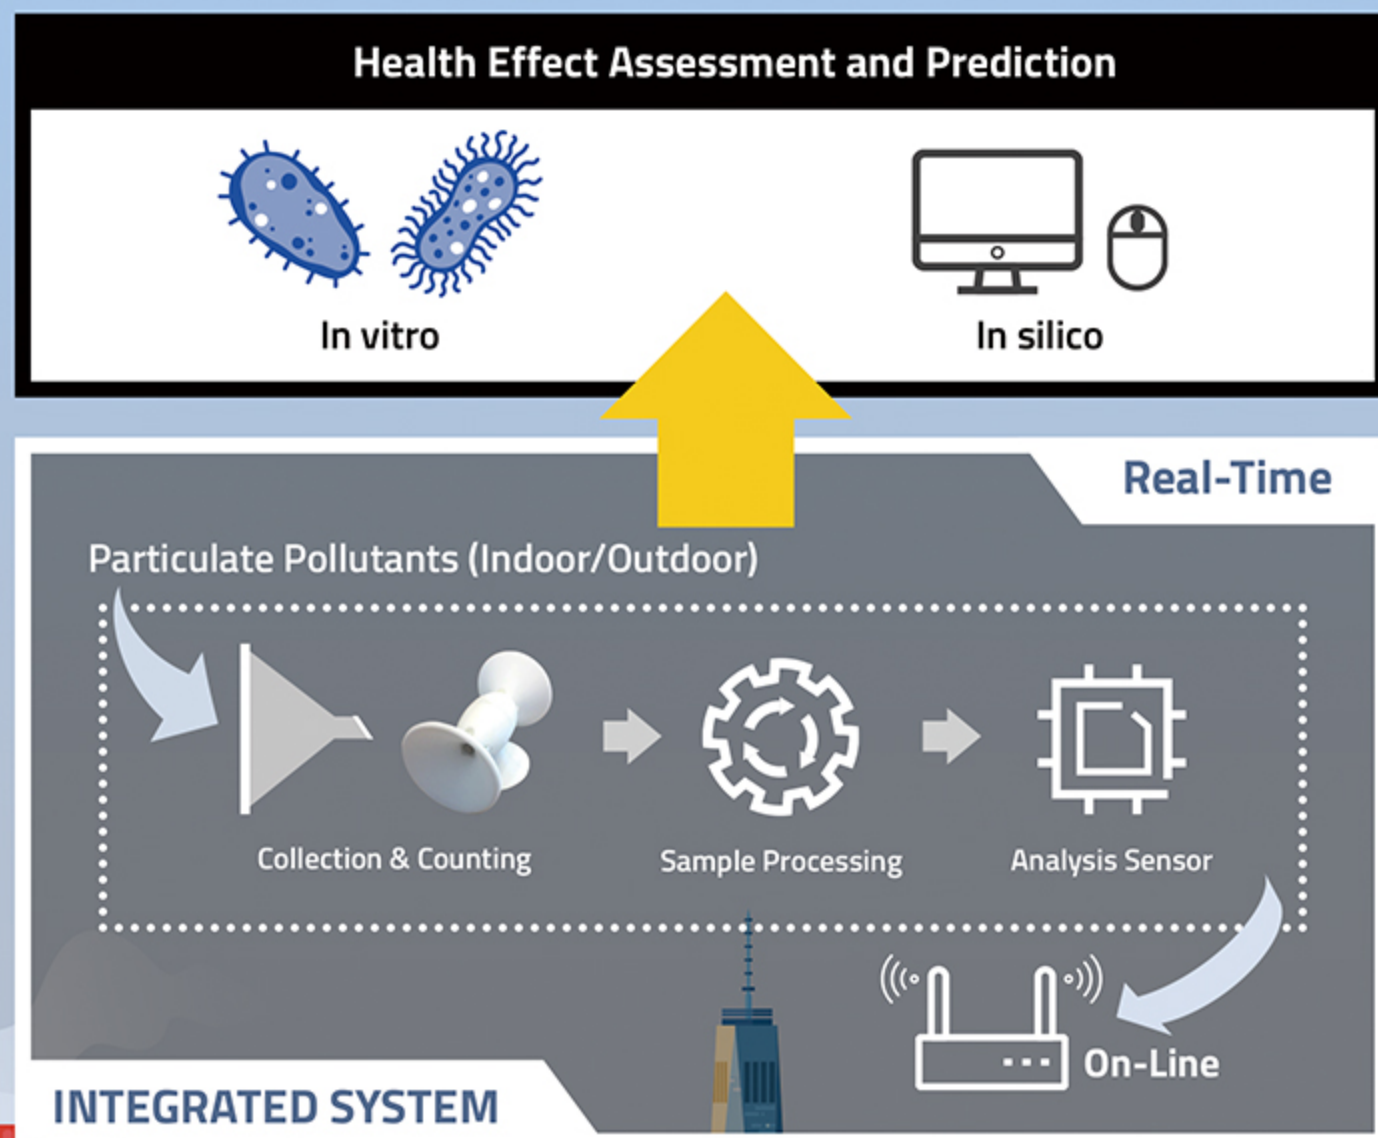 Health Effect Assessment and Prediction
In vitro
In silico
Real-Time
Particulate Pollutants (Indoor/Outdoor)
Collection & Counting
Sample Processing
Analysis Sensor
On-Line
INTEGRATED SYSTEM